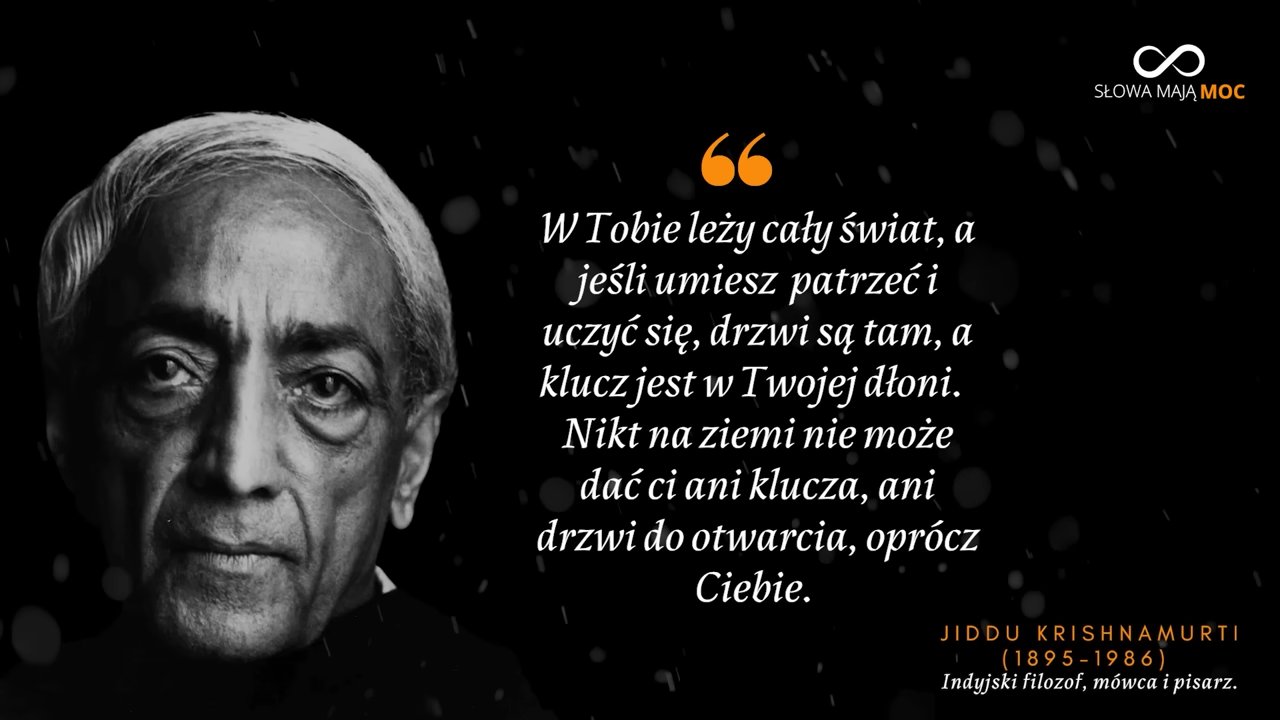 SŁOWA MAJĄ MOC
W Tobie leży cały świat, a
jeśli umiesz patrzeć i
uczyć się, drzwi są tam, a
klucz jest w Twojej dłoni.
Nikt na ziemi nie może
dać ci ani klucza, ani
drzwi do otwarcia, oprócz
Ciebie.
JIDDU KRISHNAMURTI
(1895-1986)
Indyjski filozof, mówca i pisarz.